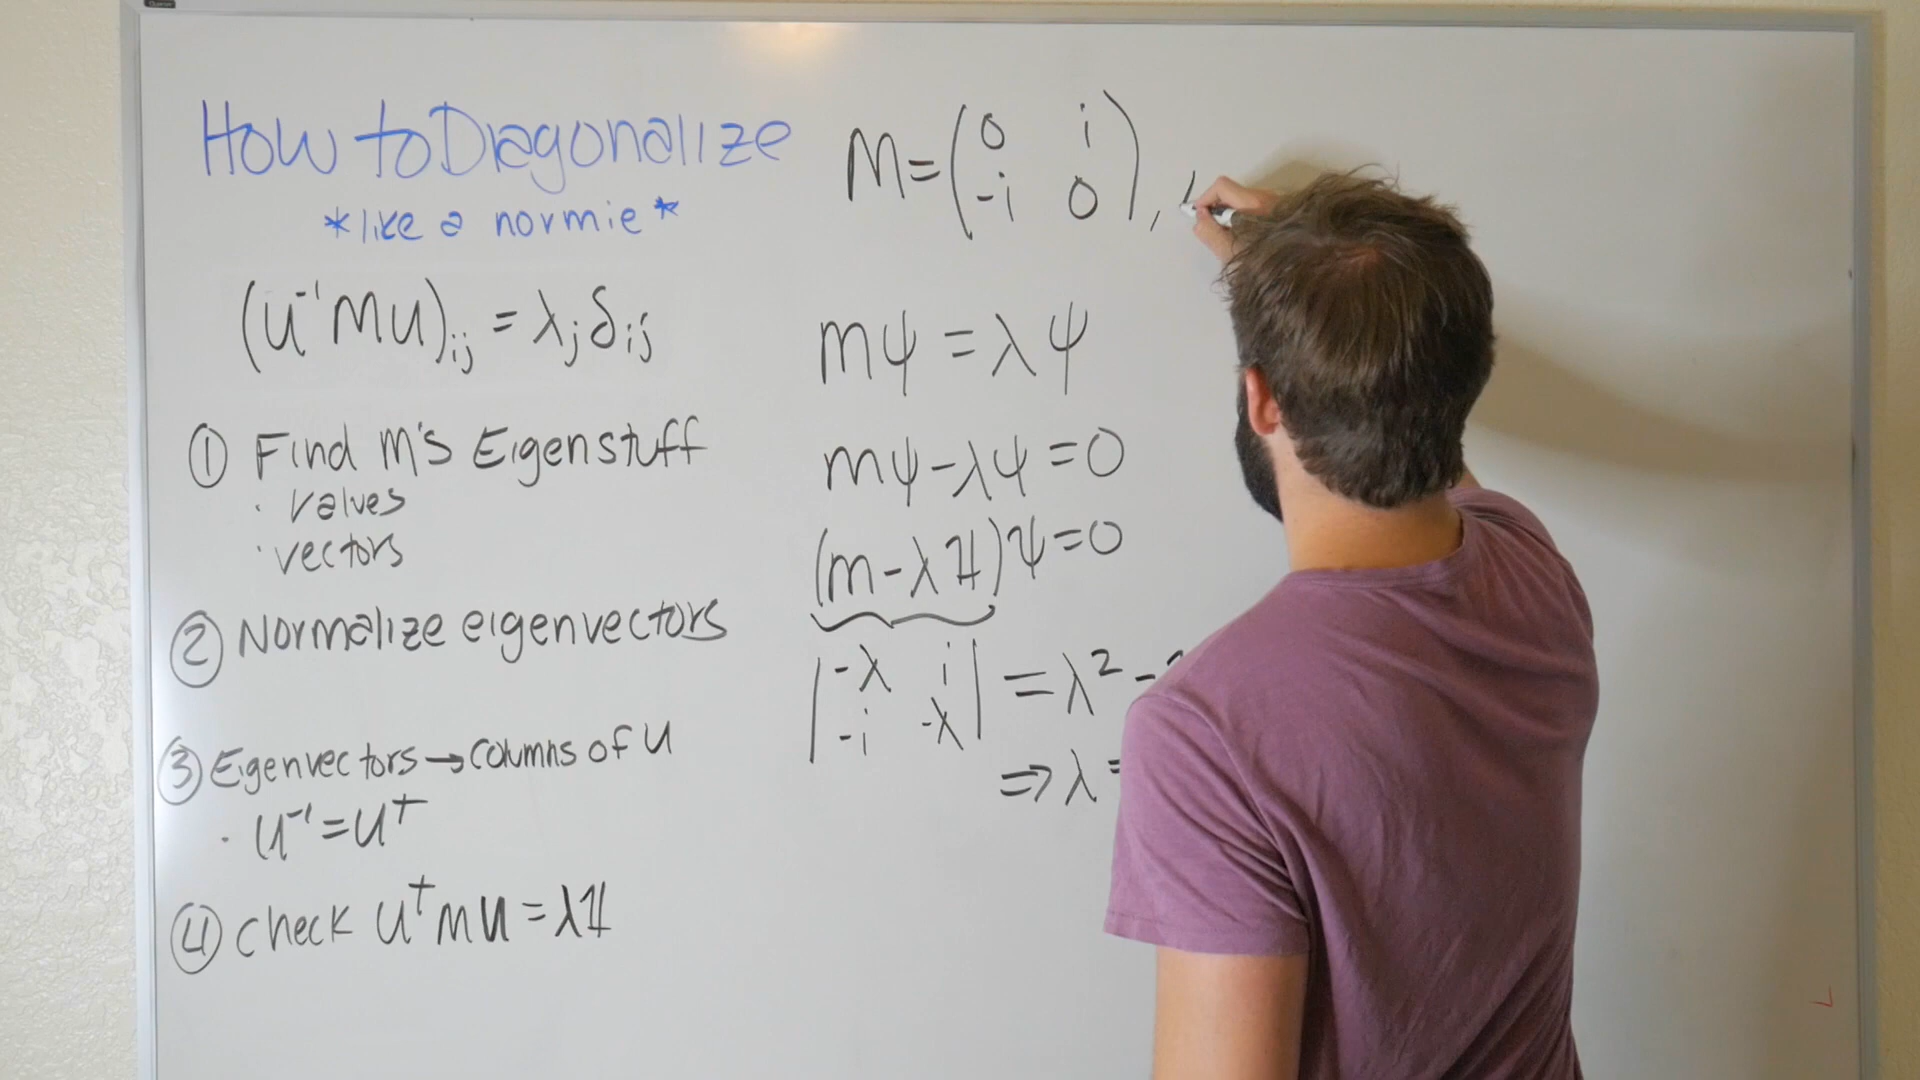 How to Diagonalize
*like a normie*
(U⁻¹MU)ᵢⱼ = λⱼδᵢⱼ
① Find M's Eigenstuff
· values
· vectors
② Normalize eigenvectors
③ Eigenvectors → Columns of U
· U⁻¹ = U†
④ Check U†MU = λ𝟙
M = (0 i
-i 0),
Mψ = λψ
Mψ - λψ = 0
(M - λ𝟙)ψ = 0
|-λ i
-i -λ| = λ² -
⇒ λ =